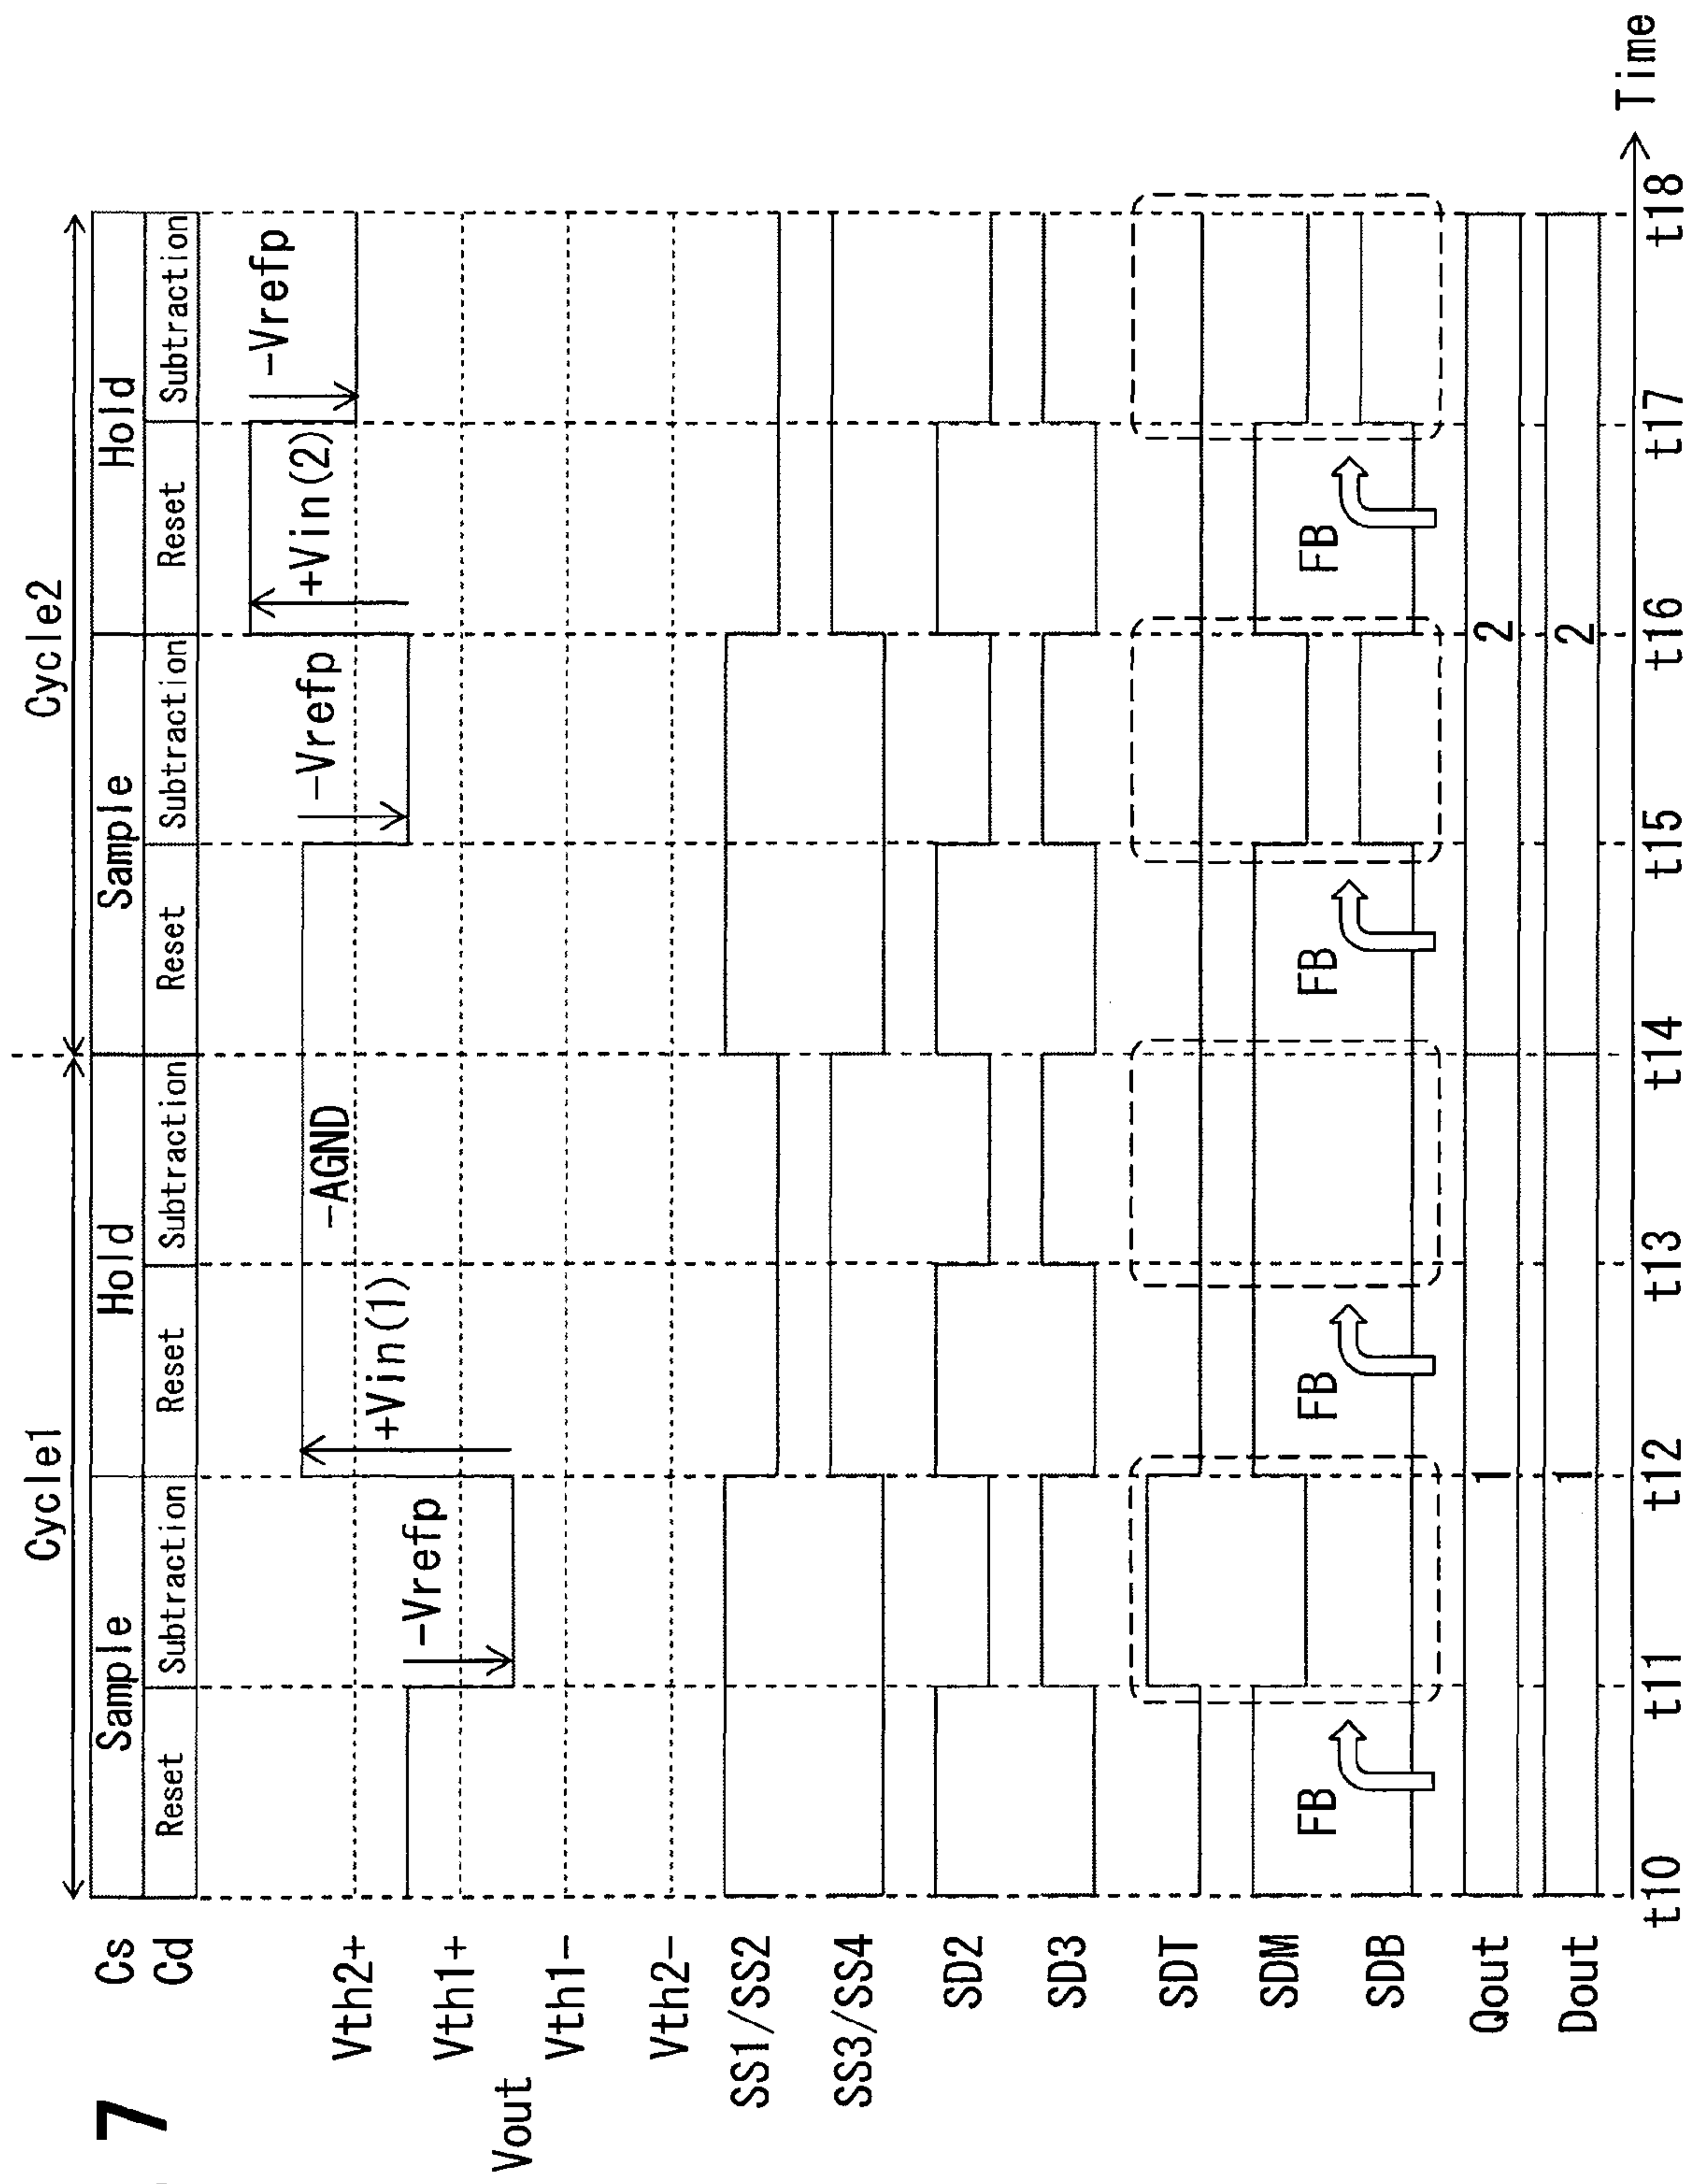 7
Cycle1 Cycle2
Cs Sample Hold Sample Hold
Cd Reset Subtraction Reset Subtraction Reset Subtraction Reset Subtraction
-Vrefp +Vin(1) -AGND -Vrefp +Vin(2) -Vrefp
Vth2+
Vth1+
Vout
Vth1-
Vth2-
SS1/SS2
SS3/SS4
SD2
SD3
SDT
SDM
FB FB FB FB
SDB
Qout 1 2
Dout 1 2
t10 t11 t12 t13 t14 t15 t16 t17 t18 Time